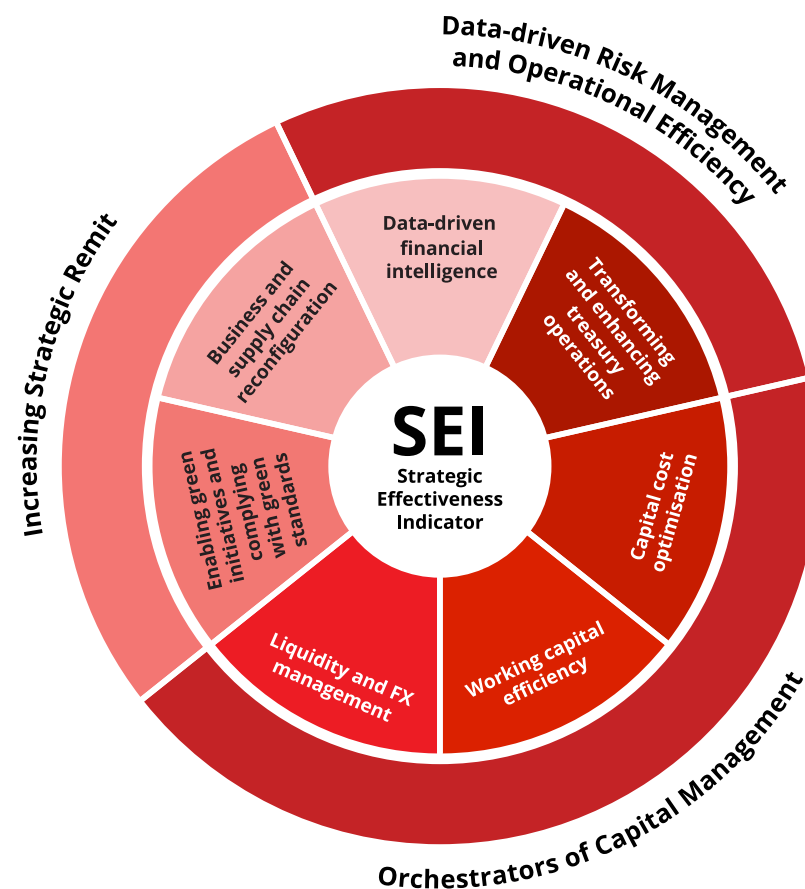 Data-driven Risk Management
and Operational Efficiency
Increasing Strategic Remit
Orchestrators of Capital Management
Data-driven
financial
intelligence
Transforming
and enhancing
treasury
operations
Capital cost
optimisation
Working capital
efficiency
Liquidity and FX
management
Enabling green
initiatives and
complying
with green
standards
Business and
supply chain
reconfiguration
SEI
Strategic
Effectiveness
Indicator